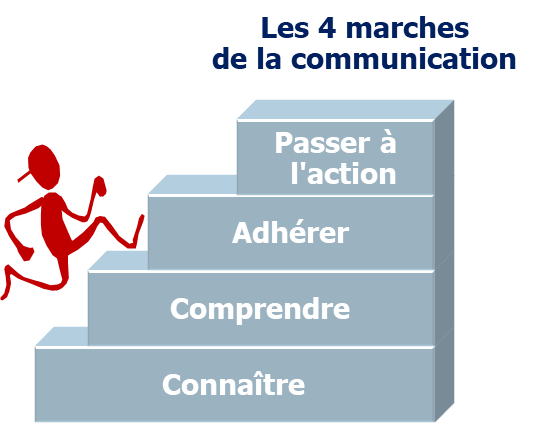 Les 4 marches
de la communication
Passer à
l'action
Adhérer
Comprendre
Connaître